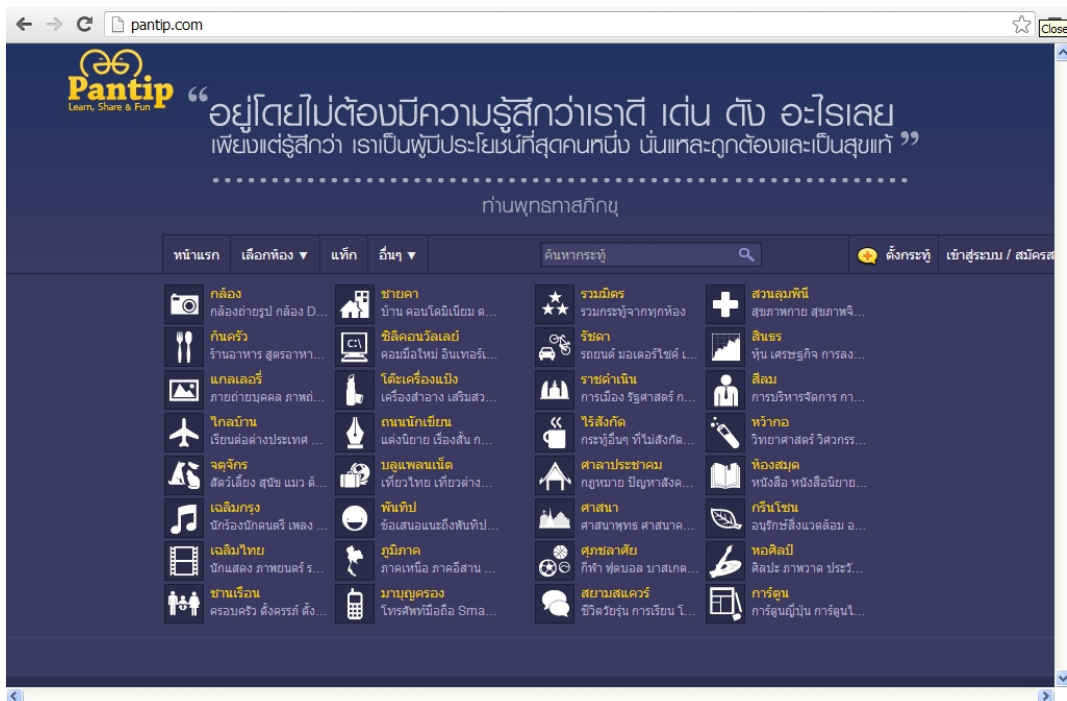 pantip.com
Close
Pantip
Learn, Share & Fun
“ อยู่โดยไม่ต้องมีความรู้สึกว่าเราดี เด่น ดัง อะไรเลย
เพียงแต่รู้สึกว่า เราเป็นผู้มีประโยชน์ที่สุดคนหนึ่ง นั่นแหละถูกต้องและเป็นสุขแท้ ”
ท่านพุทธทาสภิกขุ
หน้าแรก เลือกห้อง ▼ แท็ก อื่นๆ ▼ ค้นหากระทู้ ตั้งกระทู้ เข้าสู่ระบบ / สมัครส
กล้อง ชายคา รวมมิตร สวนลุมพินี
กล้องถ่ายรูป กล้อง D... บ้าน คอนโดมิเนียม ต... รวมกระทู้จากทุกห้อง สุขภาพกาย สุขภาพจิ...
ก้นครัว ซิลิคอนวัลเลย์ รัชดา สินธร
ร้านอาหาร สูตรอาหา... C:\ คอมมือใหม่ อินเทอร์เ... รถยนต์ มอเตอร์ไซค์ เ... หุ้น เศรษฐกิจ การลง...
แกลเลอรี่ โต๊ะเครื่องแป้ง ราชดำเนิน สีลม
ภาพถ่ายบุคคล ภาพถ่... เครื่องสำอาง เสริมสว... การเมือง รัฐศาสตร์ ก... การบริหารจัดการ กา...
ไกลบ้าน ถนนนักเขียน ไร้สังกัด หว้ากอ
เรียนต่อต่างประเทศ ... แต่งนิยาย เรื่องสั้น ก... กระทู้อื่นๆ ที่ไม่สังกัด... วิทยาศาสตร์ วิศวกรร...
จตุจักร บลูแพลนเน็ต ศาลาประชาคม ห้องสมุด
สัตว์เลี้ยง สุนัข แมว ต้... เที่ยวไทย เที่ยวต่าง... กฎหมาย ปัญหาสังค... หนังสือ หนังสือนิยาย...
เฉลิมกรุง พันทิป ศาสนา กรีนโซน
นักร้องนักดนตรี เพลง ... ข้อเสนอแนะถึงพันทิป... ศาสนาพุทธ ศาสนาค... อนุรักษ์สิ่งแวดล้อม อ...
เฉลิมไทย ภูมิภาค ศุภชลาศัย หอศิลป์
นักแสดง ภาพยนตร์ ร... ภาคเหนือ ภาคอีสาน ... กีฬา ฟุตบอล บาสเกต... ศิลปะ ภาพวาด ประวั...
ชานเรือน มาบุญครอง สยามสแควร์ การ์ตูน
ครอบครัว ตั้งครรภ์ ตั้ง... โทรศัพท์มือถือ Sma... ชีวิตวัยรุ่น การเรียน โ... การ์ตูนญี่ปุ่น การ์ตูนไ...